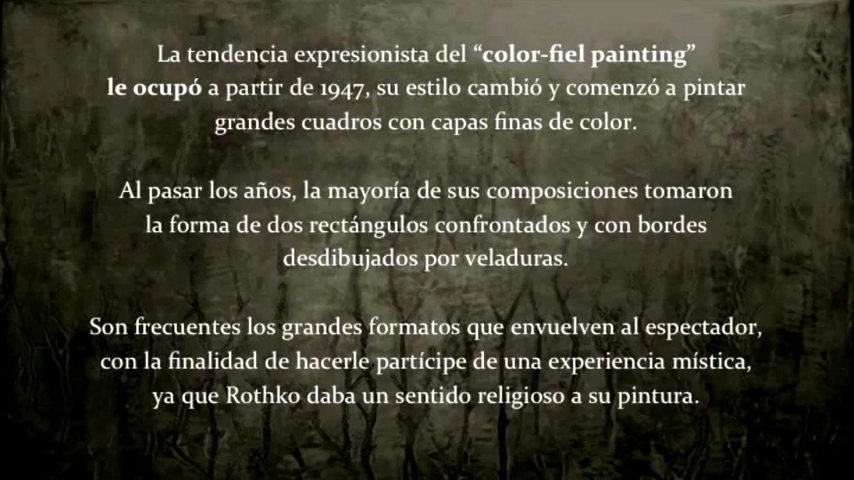 La tendencia expresionista del “color-fiel painting”
le ocupó a partir de 1947, su estilo cambió y comenzó a pintar
grandes cuadros con capas finas de color.
Al pasar los años, la mayoría de sus composiciones tomaron
la forma de dos rectángulos confrontados y con bordes
desdibujados por veladuras.
Son frecuentes los grandes formatos que envuelven al espectador,
con la finalidad de hacerle partícipe de una experiencia mística,
ya que Rothko daba un sentido religioso a su pintura.